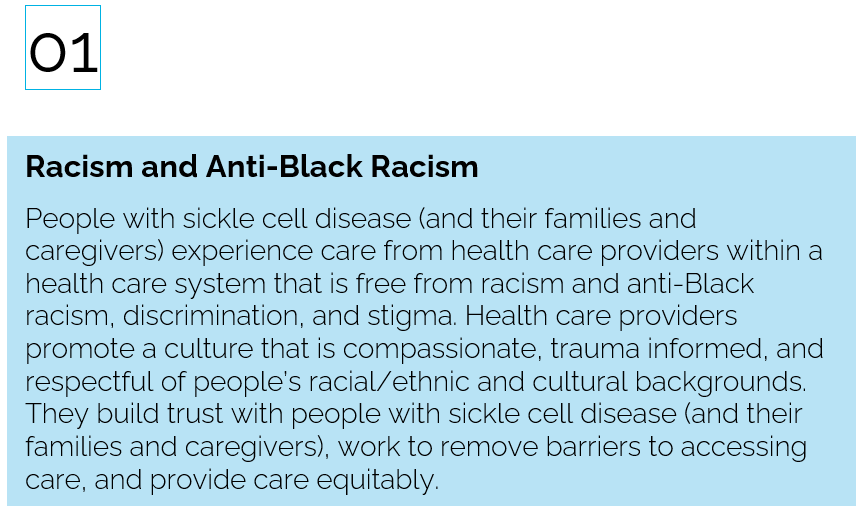 01
Racism and Anti-Black Racism
People with sickle cell disease (and their families and
caregivers) experience care from health care providers within a
health care system that is free from racism and anti-Black
racism, discrimination, and stigma. Health care providers
promote a culture that is compassionate, trauma informed, and
respectful of people’s racial/ethnic and cultural backgrounds.
They build trust with people with sickle cell disease (and their
families and caregivers), work to remove barriers to accessing
care, and provide care equitably.